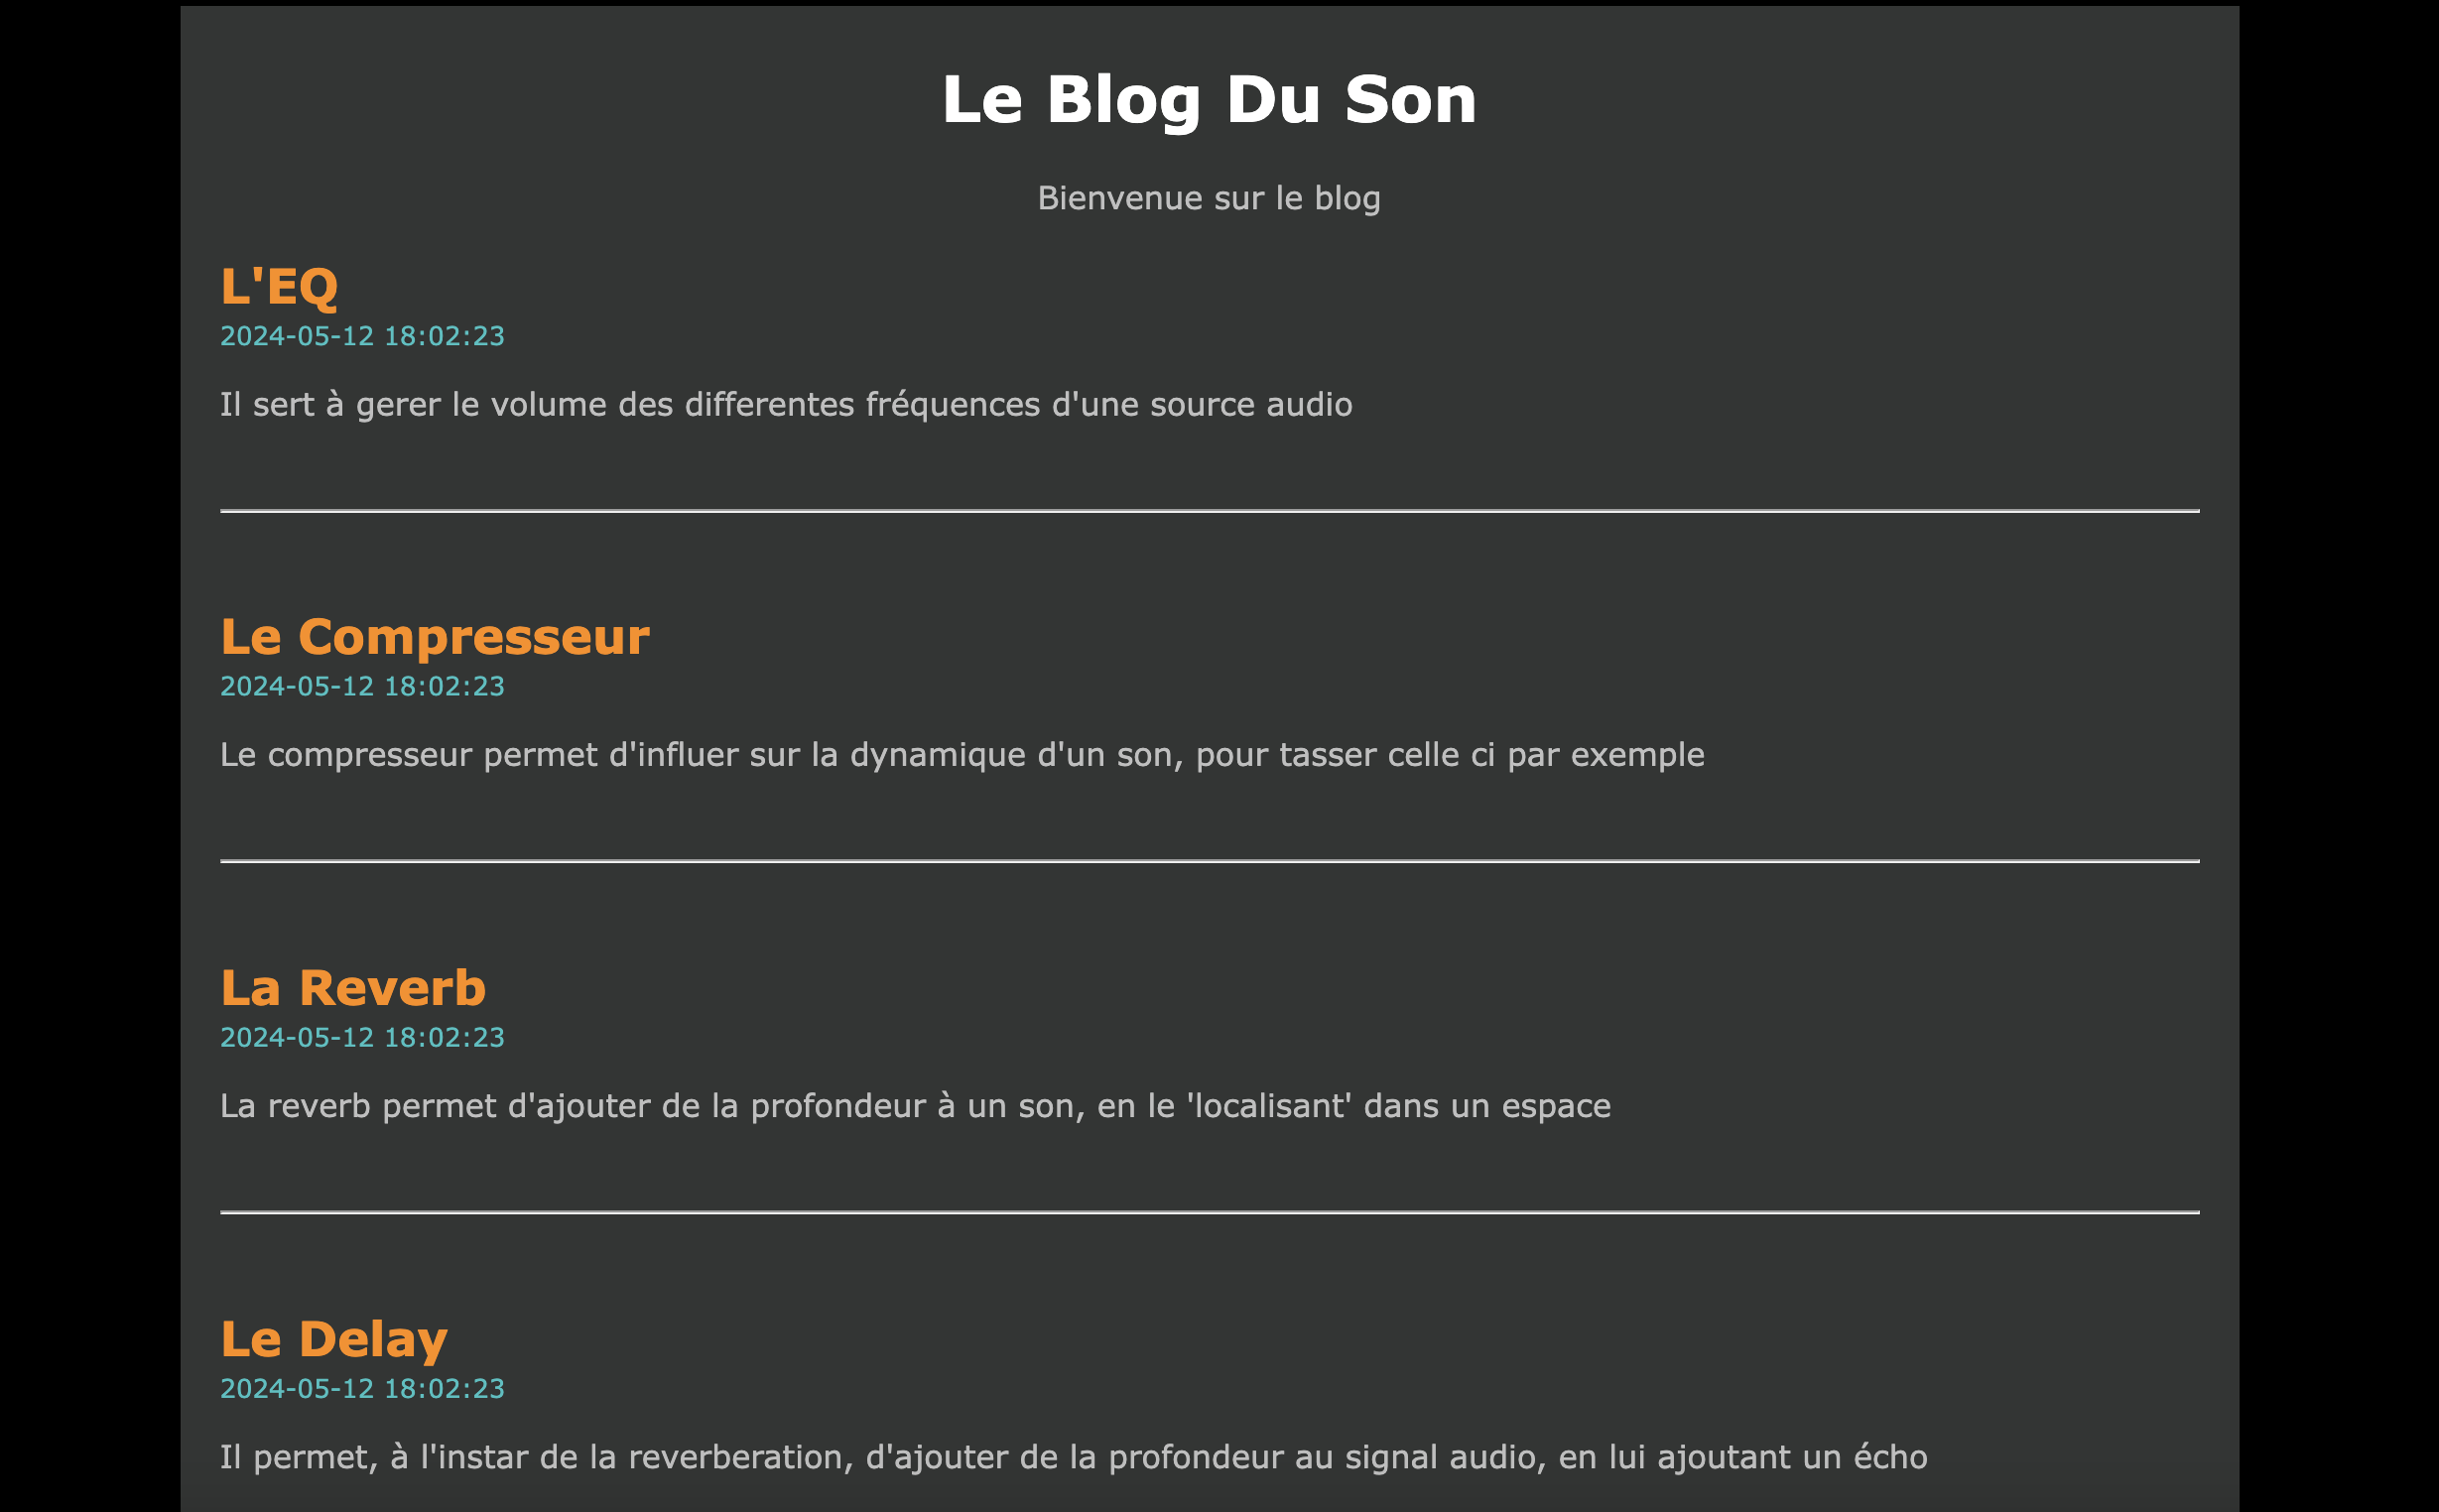 Le Blog Du Son
Bienvenue sur le blog
L'EQ
2024-05-12 18:02:23
Il sert à gerer le volume des differentes fréquences d'une source audio
Le Compresseur
2024-05-12 18:02:23
Le compresseur permet d'influer sur la dynamique d'un son, pour tasser celle ci par exemple
La Reverb
2024-05-12 18:02:23
La reverb permet d'ajouter de la profondeur à un son, en le 'localisant' dans un espace
Le Delay
2024-05-12 18:02:23
Il permet, à l'instar de la reverberation, d'ajouter de la profondeur au signal audio, en lui ajoutant un écho